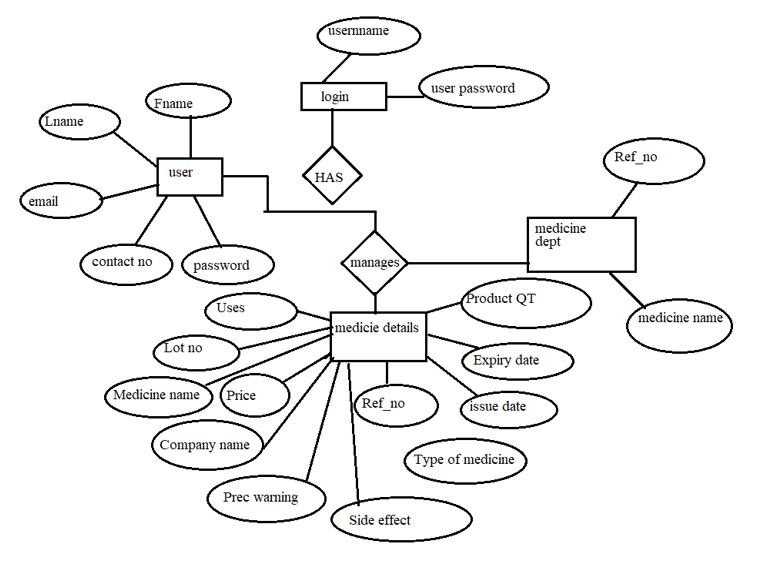 usernname
login
user password
Fname
Lname
user
HAS
Ref_no
email
medicine
dept
contact no
password
manages
Uses
Product QT
medicie details
medicine name
Lot no
Expiry date
Medicine name
Price
Ref_no
issue date
Company name
Type of medicine
Prec warning
Side effect